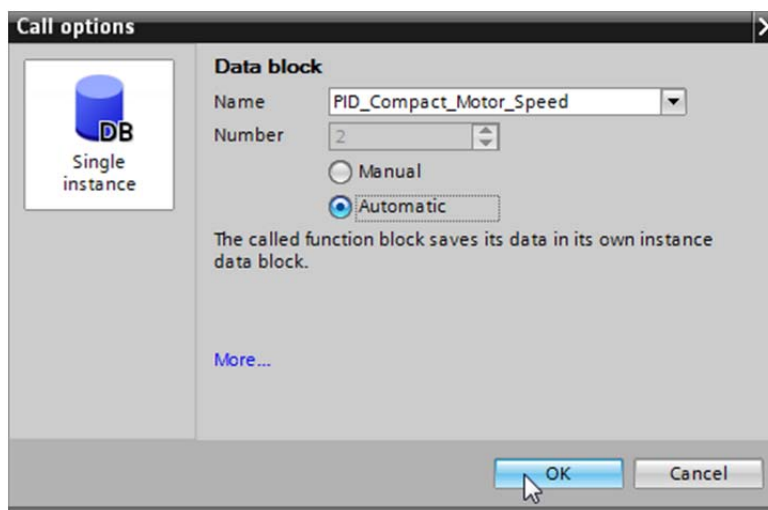 Call options
DB
Single
instance
Data block
Name PID_Compact_Motor_Speed
Number 2
Manual
Automatic
The called function block saves its data in its own instance
data block.
More...
OK Cancel